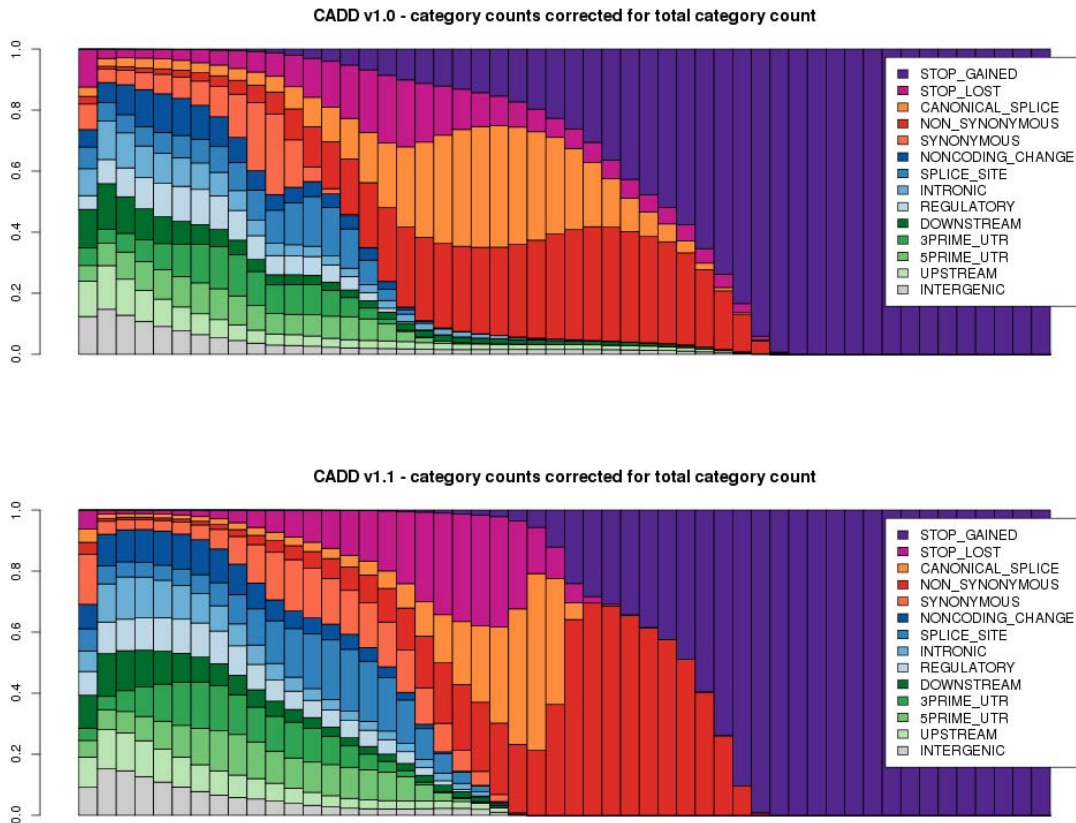 CADD v1.0 - category counts corrected for total category count
1.0
0.8
0.6
0.4
0.2
0.0
STOP_GAINED
STOP_LOST
CANONICAL_SPLICE
NON_SYNONYMOUS
SYNONYMOUS
NONCODING_CHANGE
SPLICE_SITE
INTRONIC
REGULATORY
DOWNSTREAM
3PRIME_UTR
5PRIME_UTR
UPSTREAM
INTERGENIC
CADD v1.1 - category counts corrected for total category count
1.0
0.8
0.6
0.4
0.2
0.0
STOP_GAINED
STOP_LOST
CANONICAL_SPLICE
NON_SYNONYMOUS
SYNONYMOUS
NONCODING_CHANGE
SPLICE_SITE
INTRONIC
REGULATORY
DOWNSTREAM
3PRIME_UTR
5PRIME_UTR
UPSTREAM
INTERGENIC